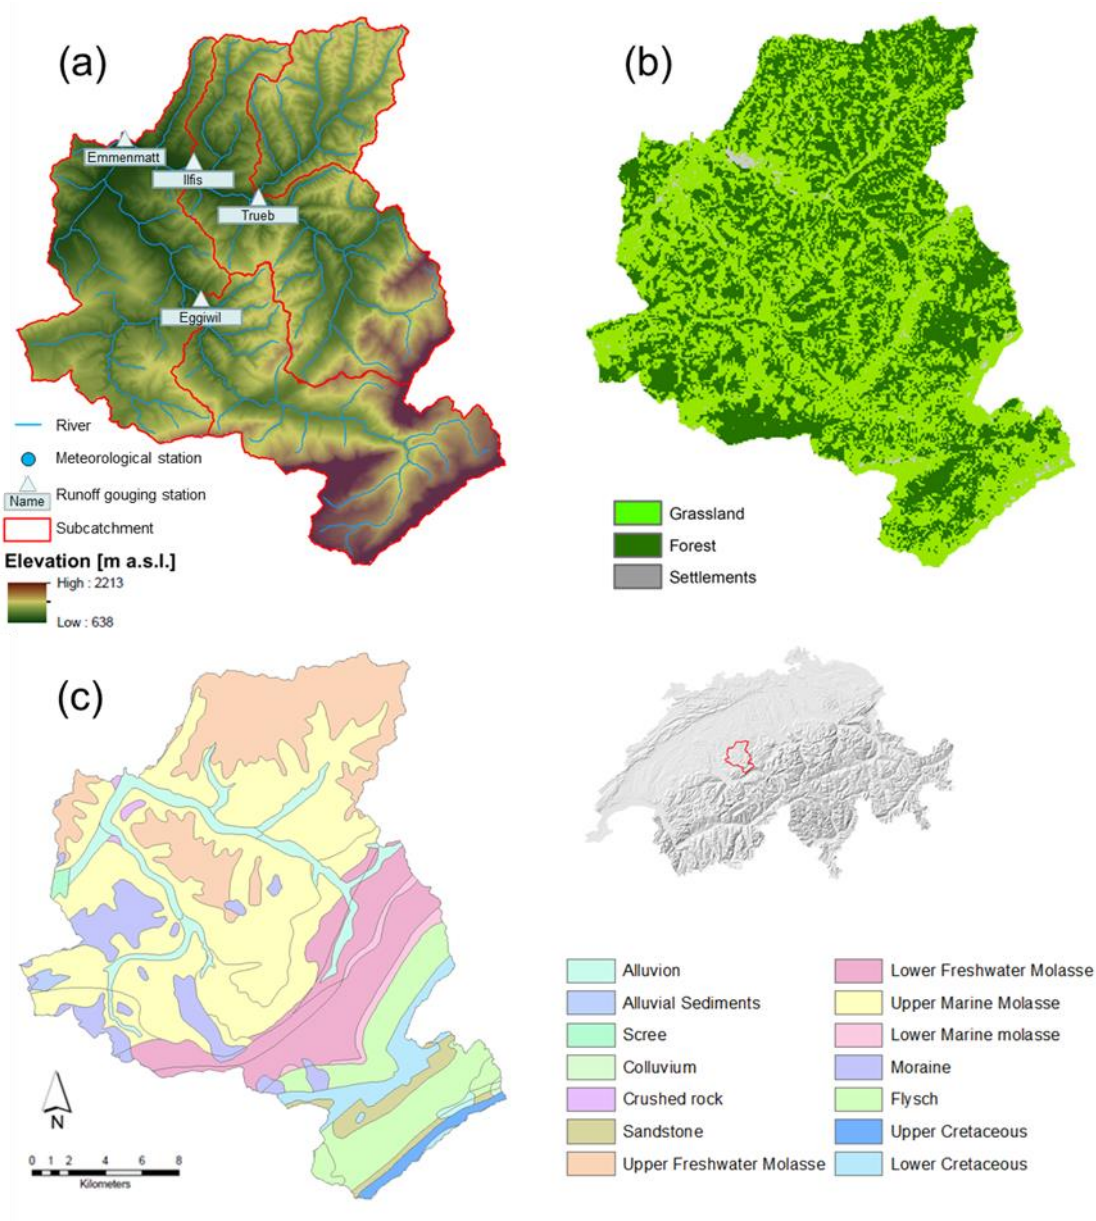 (a)
Emmenmatt
Ilfis
Trueb
Eggiwil
River
Meteorological station
Name
Runoff gouging station
Subcatchment
Elevation [m a.s.l.]
High : 2213
Low : 638
(b)
Grassland
Forest
Settlements
(c)
N
0 1 2 4 6 8
Kilometers
Alluvion
Alluvial Sediments
Scree
Colluvium
Crushed rock
Sandstone
Upper Freshwater Molasse
Lower Freshwater Molasse
Upper Marine Molasse
Lower Marine molasse
Moraine
Flysch
Upper Cretaceous
Lower Cretaceous